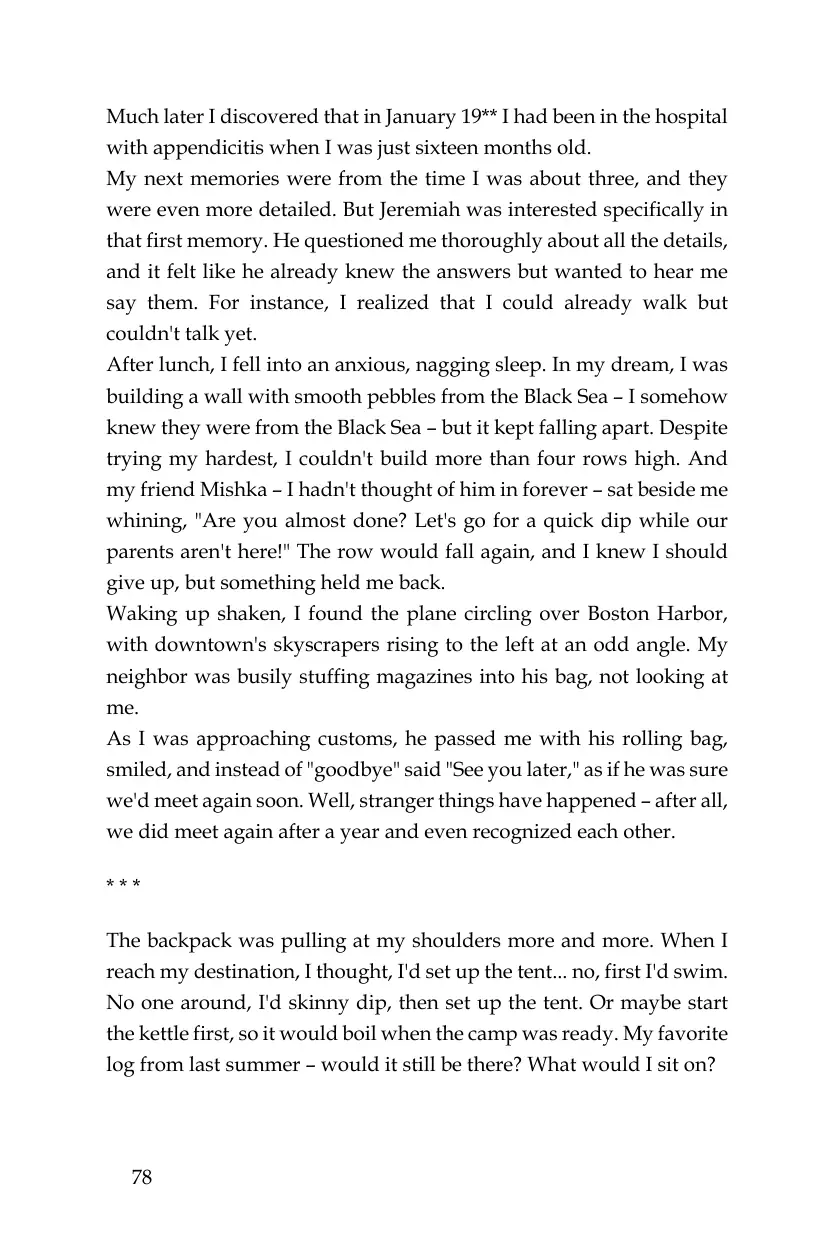 Much later I discovered that in January 19** I had been in the hospital
with appendicitis when I was just sixteen months old.
My next memories were from the time I was about three, and they
were even more detailed. But Jeremiah was interested specifically in
that first memory. He questioned me thoroughly about all the details,
and it felt like he already knew the answers but wanted to hear me
say them. For instance, I realized that I could already walk but
couldn't talk yet.
After lunch, I fell into an anxious, nagging sleep. In my dream, I was
building a wall with smooth pebbles from the Black Sea – I somehow
knew they were from the Black Sea – but it kept falling apart. Despite
trying my hardest, I couldn't build more than four rows high. And
my friend Mishka – I hadn't thought of him in forever – sat beside me
whining, "Are you almost done? Let's go for a quick dip while our
parents aren't here!" The row would fall again, and I knew I should
give up, but something held me back.
Waking up shaken, I found the plane circling over Boston Harbor,
with downtown's skyscrapers rising to the left at an odd angle. My
neighbor was busily stuffing magazines into his bag, not looking at
me.
As I was approaching customs, he passed me with his rolling bag,
smiled, and instead of "goodbye" said "See you later," as if he was sure
we'd meet again soon. Well, stranger things have happened – after all,
we did meet again after a year and even recognized each other.
* * *
The backpack was pulling at my shoulders more and more. When I
reach my destination, I thought, I'd set up the tent... no, first I'd swim.
No one around, I'd skinny dip, then set up the tent. Or maybe start
the kettle first, so it would boil when the camp was ready. My favorite
log from last summer – would it still be there? What would I sit on?
78